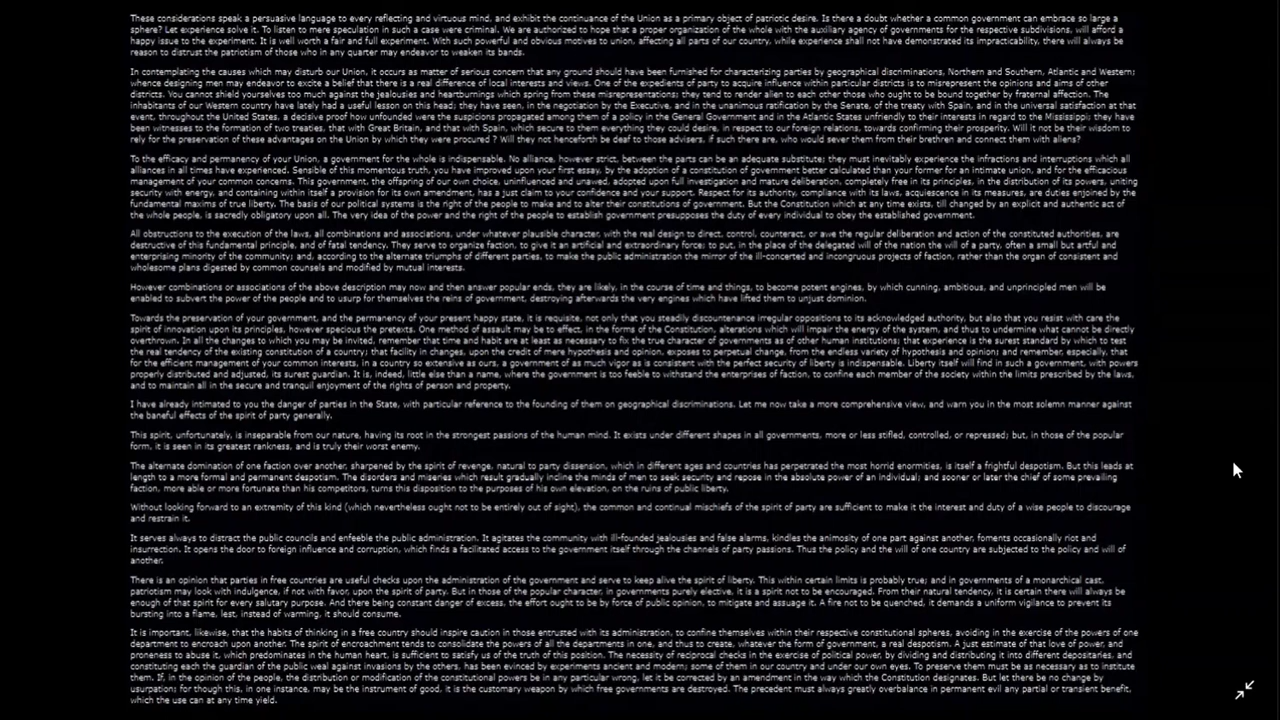 These considerations speak a persuasive language to every reflecting and virtuous mind, and exhibit the continuance of the Union as a primary object of patriotic desire. Is there a doubt whether a common government can embrace so large a
sphere? Let experience solve it. To listen to mere speculation in such a case were criminal. We are authorized to hope that a proper organization of the whole with the auxiliary agency of governments for the respective subdivisions, will afford a
happy issue to the experiment. It is well worth a fair and full experiment. With such powerful and obvious motives to union, affecting all parts of our country, while experience shall not have demonstrated its impracticability, there will always be
reason to distrust the patriotism of those who in any quarter may endeavor to weaken its bands.
In contemplating the causes which may disturb our Union, it occurs as matter of serious concern that any ground should have been furnished for characterizing parties by geographical discriminations, Northern and Southern, Atlantic and Western;
whence designing men may endeavor to excite a belief that there is a real difference of local interests and views. One of the expedients of party to acquire influence within particular districts is to misrepresent the opinions and aims of other
districts. You cannot shield yourselves too much against the jealousies and heartburnings which spring from these misrepresentations; they tend to render alien to each other those who ought to be bound together by fraternal affection. The
inhabitants of our Western country have lately had a useful lesson on this head; they have seen, in the negotiation by the Executive, and in the unanimous ratification by the Senate, of the treaty with Spain, and in the universal satisfaction at that
event, throughout the United States, a decisive proof how unfounded were the suspicions propagated among them of a policy in the General Government and in the Atlantic States unfriendly to their interests in regard to the Mississippi; they have
been witnesses to the formation of two treaties, that with Great Britain, and that with Spain, which secure to them everything they could desire, in respect to our foreign relations, towards confirming their prosperity. Will it not be their wisdom to
rely for the preservation of these advantages on the Union by which they were procured ? Will they not henceforth be deaf to those advisers, if such there are, who would sever them from their brethren and connect them with aliens?
To the efficacy and permanency of your Union, a government for the whole is indispensable. No alliance, however strict, between the parts can be an adequate substitute; they must inevitably experience the infractions and interruptions which all
alliances in all times have experienced. Sensible of this momentous truth, you have improved upon your first essay, by the adoption of a constitution of government better calculated than your former for an intimate union, and for the efficacious
management of your common concerns. This government, the offspring of our own choice, uninfluenced and unawed, adopted upon full investigation and mature deliberation, completely free in its principles, in the distribution of its powers, uniting
security with energy, and containing within itself a provision for its own amendment, has a just claim to your confidence and your support. Respect for its authority, compliance with its laws, acquiescence in its measures, are duties enjoined by the
fundamental maxims of true liberty. The basis of our political systems is the right of the people to make and to alter their constitutions of government. But the Constitution which at any time exists, till changed by an explicit and authentic act of
the whole people, is sacredly obligatory upon all. The very idea of the power and the right of the people to establish government presupposes the duty of every individual to obey the established government.
All obstructions to the execution of the laws, all combinations and associations, under whatever plausible character, with the real design to direct, control, counteract, or awe the regular deliberation and action of the constituted authorities, are
destructive of this fundamental principle, and of fatal tendency. They serve to organize faction, to give it an artificial and extraordinary force; to put, in the place of the delegated will of the nation the will of a party, often a small but artful and
enterprising minority of the community; and, according to the alternate triumphs of different parties, to make the public administration the mirror of the ill-concerted and incongruous projects of faction, rather than the organ of consistent and
wholesome plans digested by common counsels and modified by mutual interests.
However combinations or associations of the above description may now and then answer popular ends, they are likely, in the course of time and things, to become potent engines, by which cunning, ambitious, and unprincipled men will be
enabled to subvert the power of the people and to usurp for themselves the reins of government, destroying afterwards the very engines which have lifted them to unjust dominion.
Towards the preservation of your government, and the permanency of your present happy state, it is requisite, not only that you steadily discountenance irregular oppositions to its acknowledged authority, but also that you resist with care the
spirit of innovation upon its principles, however specious the pretexts. One method of assault may be to effect, in the forms of the Constitution, alterations which will impair the energy of the system, and thus to undermine what cannot be directly
overthrown. In all the changes to which you may be invited, remember that time and habit are at least as necessary to fix the true character of governments as of other human institutions; that experience is the surest standard by which to test
the real tendency of the existing constitution of a country; that facility in changes, upon the credit of mere hypothesis and opinion, exposes to perpetual change, from the endless variety of hypothesis and opinion; and remember, especially, that
for the efficient management of your common interests, in a country so extensive as ours, a government of as much vigor as is consistent with the perfect security of liberty is indispensable. Liberty itself will find in such a government, with powers
properly distributed and adjusted, its surest guardian. It is, indeed, little else than a name, where the government is too feeble to withstand the enterprises of faction, to confine each member of the society within the limits prescribed by the laws,
and to maintain all in the secure and tranquil enjoyment of the rights of person and property.
I have already intimated to you the danger of parties in the State, with particular reference to the founding of them on geographical discriminations. Let me now take a more comprehensive view, and warn you in the most solemn manner against
the baneful effects of the spirit of party generally.
This spirit, unfortunately, is inseparable from our nature, having its root in the strongest passions of the human mind. It exists under different shapes in all governments, more or less stifled, controlled, or repressed; but, in those of the popular
form, it is seen in its greatest rankness, and is truly their worst enemy.
The alternate domination of one faction over another, sharpened by the spirit of revenge, natural to party dissension, which in different ages and countries has perpetrated the most horrid enormities, is itself a frightful despotism. But this leads at
length to a more formal and permanent despotism. The disorders and miseries which result gradually incline the minds of men to seek security and repose in the absolute power of an individual; and sooner or later the chief of some prevailing
faction, more able or more fortunate than his competitors, turns this disposition to the purposes of his own elevation, on the ruins of public liberty.
Without looking forward to an extremity of this kind (which nevertheless ought not to be entirely out of sight), the common and continual mischiefs of the spirit of party are sufficient to make it the interest and duty of a wise people to discourage
and restrain it.
It serves always to distract the public councils and enfeeble the public administration. It agitates the community with ill-founded jealousies and false alarms, kindles the animosity of one part against another, foments occasionally riot and
insurrection. It opens the door to foreign influence and corruption, which finds a facilitated access to the government itself through the channels of party passions. Thus the policy and the will of one country are subjected to the policy and will of
another.
There is an opinion that parties in free countries are useful checks upon the administration of the government and serve to keep alive the spirit of liberty. This within certain limits is probably true; and in governments of a monarchical cast,
patriotism may look with indulgence, if not with favor, upon the spirit of party. But in those of the popular character, in governments purely elective, it is a spirit not to be encouraged. From their natural tendency, it is certain there will always be
enough of that spirit for every salutary purpose. And there being constant danger of excess, the effort ought to be by force of public opinion, to mitigate and assuage it. A fire not to be quenched, it demands a uniform vigilance to prevent its
bursting into a flame, lest, instead of warming, it should consume.
It is important, likewise, that the habits of thinking in a free country should inspire caution in those entrusted with its administration, to confine themselves within their respective constitutional spheres, avoiding in the exercise of the powers of one
department to encroach upon another. The spirit of encroachment tends to consolidate the powers of all the departments in one, and thus to create, whatever the form of government, a real despotism. A just estimate of that love of power, and
proneness to abuse it, which predominates in the human heart, is sufficient to satisfy us of the truth of this position. The necessity of reciprocal checks in the exercise of political power, by dividing and distributing it into different depositaries, and
constituting each the guardian of the public weal against invasions by the others, has been evinced by experiments ancient and modern; some of them in our country and under our own eyes. To preserve them must be as necessary as to institute
them. If, in the opinion of the people, the distribution or modification of the constitutional powers be in any particular wrong, let it be corrected by an amendment in the way which the Constitution designates. But let there be no change by
usurpation; for though this, in one instance, may be the instrument of good, it is the customary weapon by which free governments are destroyed. The precedent must always greatly overbalance in permanent evil any partial or transient benefit,
which the use can at any time yield.